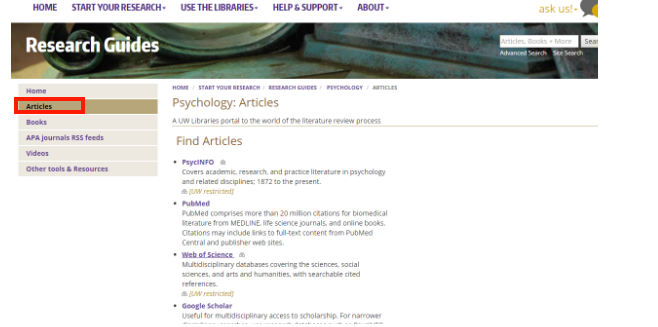 HOME START YOUR RESEARCH USE THE LIBRARIES HELP & SUPPORT ABOUT ask us!
Research Guides
Articles, Books + More
Advanced Search Site Search
Home
Articles
Books
APA journals RSS feeds
Videos
Other tools & Resources
HOME / START YOUR RESEARCH / RESEARCH GUIDES / PSYCHOLOGY / ARTICLES
Psychology: Articles
A UW Libraries portal to the world of the literature review process
Find Articles
PsycINFO
Covers academic, research, and practice literature in psychology
and related disciplines; 1872 to the present.
[UW restricted]
PubMed
PubMed comprises more than 20 million citations for biomedical
literature from MEDLINE, life science journals, and online books.
Citations may include links to full-text content from PubMed
Central and publisher web sites.
Web of Science
Multidisciplinary databases covering the sciences, social
sciences, and arts and humanities, with searchable cited
references.
[UW restricted]
Google Scholar
Useful for multidisciplinary access to scholarship. For narrower